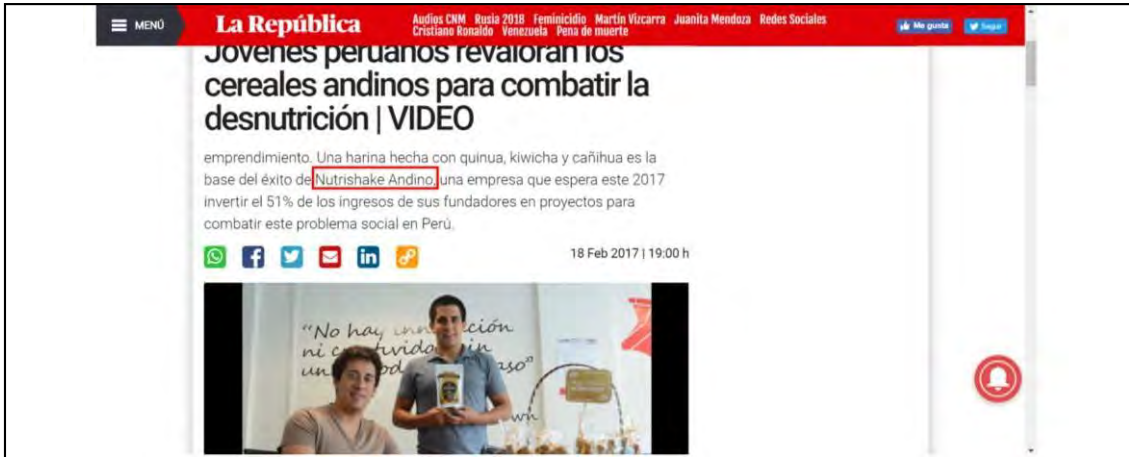 MENÚ
La República
Audios CNM Rusia 2018 Feminicidio Martín Vizcarra Juanita Mendoza Redes Sociales
Cristiano Ronaldo Venezuela Pena de muerte
Me gusta
Seguir
Jóvenes peruanos revaloran los
cereales andinos para combatir la
desnutrición | VIDEO
emprendimiento. Una harina hecha con quinua, kiwicha y cañihua es la
base del éxito de Nutrishake Andino, una empresa que espera este 2017
invertir el 51% de los ingresos de sus fundadores en proyectos para
combatir este problema social en Perú.
18 Feb 2017 | 19:00 h
"No hay
ni
un